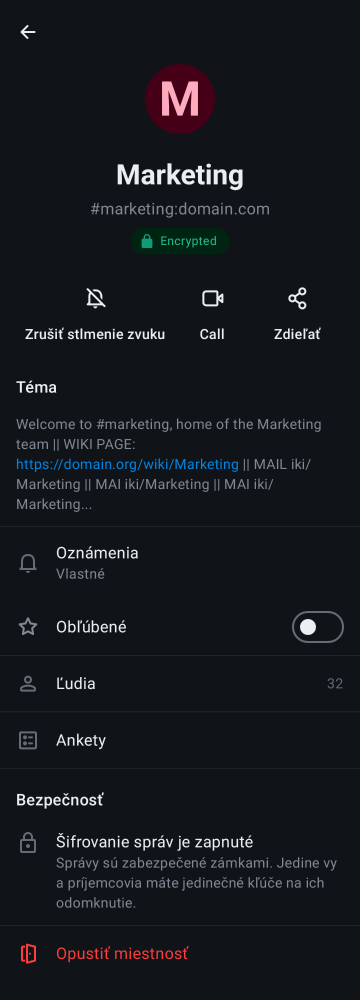 M
Marketing
#marketing:domain.com
Encrypted
Zrušiť stlmenie zvuku
Call
Zdieľať
Téma
Welcome to #marketing, home of the Marketing
team || WIKI PAGE:
https://domain.org/wiki/Marketing || MAIL iki/
Marketing || MAI iki/Marketing || MAI iki/
Marketing...
Oznámenia
Vlastné
Obľúbené
Ľudia
32
Ankety
Bezpečnosť
Šifrovanie správ je zapnuté
Správy sú zabezpečené zámkami. Jedine vy
a príjemcovia máte jedinečné kľúče na ich
odomknutie.
Opustiť miestnosť